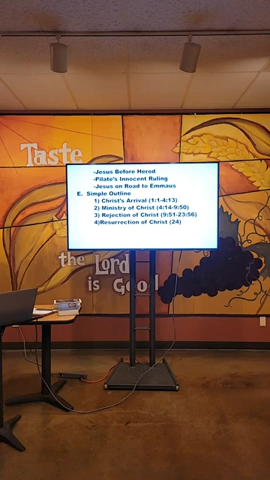 Taste
-Jesus Before Herod
-Pilate's Innocent Ruling
-Jesus on Road to Emmaus
E. Simple Outline
1) Christ's Arrival (1:1-4:13)
2) Ministry of Christ (4:14-9:50)
3) Rejection of Christ (9:51-23:56)
4)Resurrection of Christ (24)
the Lord
is Good